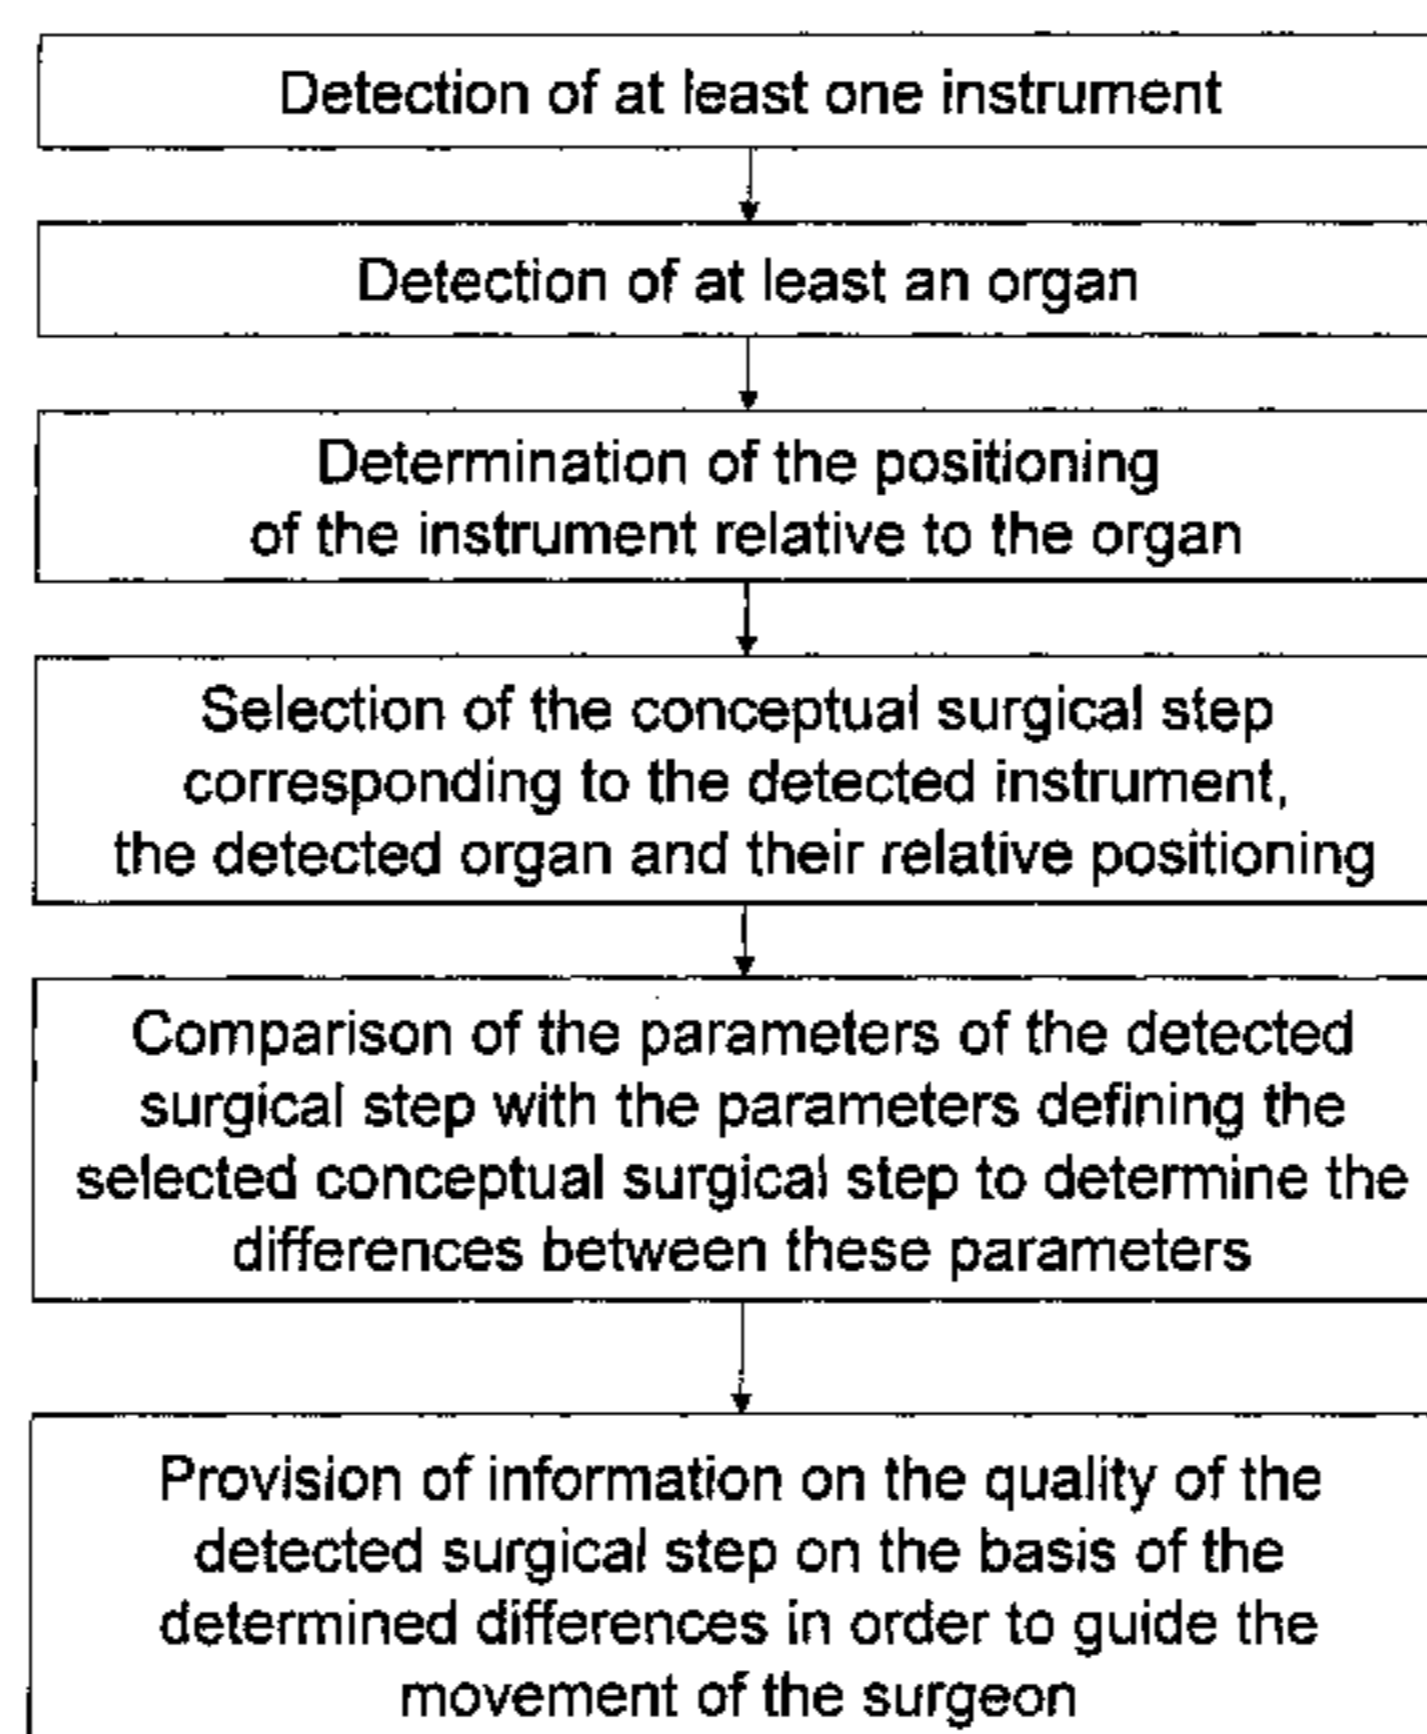 Detection of at least one instrument
Detection of at least an organ
Determination of the positioning
of the instrument relative to the organ
Selection of the conceptual surgical step
corresponding to the detected instrument,
the detected organ and their relative positioning
Comparison of the parameters of the detected
surgical step with the parameters defining the
selected conceptual surgical step to determine the
differences between these parameters
Provision of information on the quality of the
detected surgical step on the basis of the
determined differences in order to guide the
movement of the surgeon